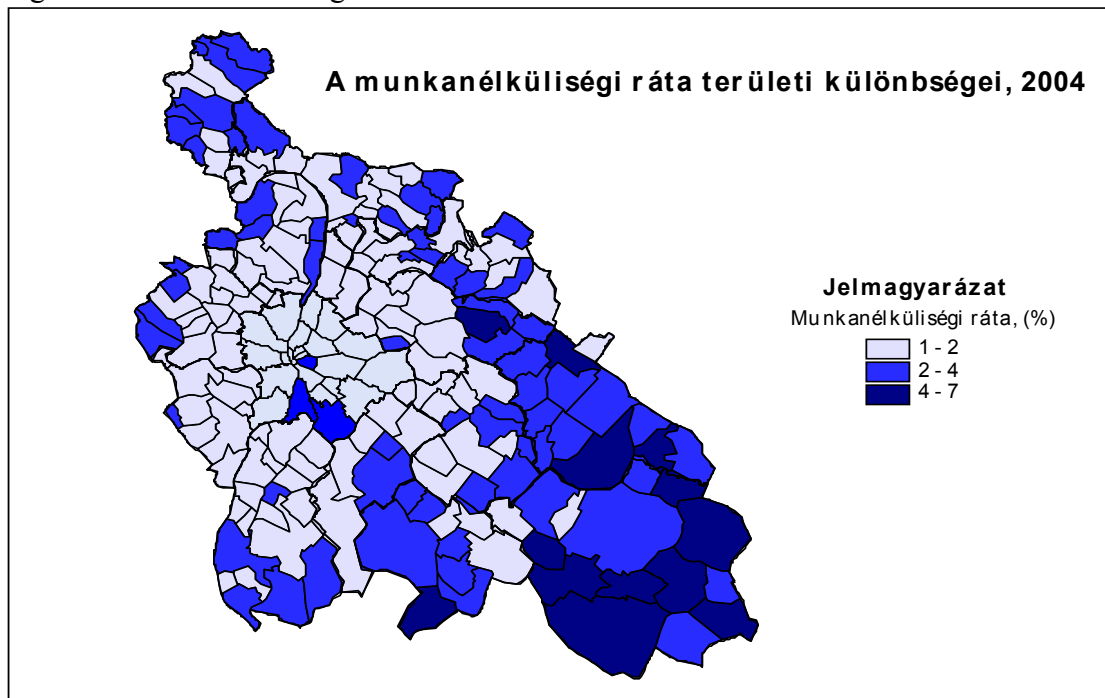 A munkanélküliségi ráta területi különbségei, 2004
Jelmagyarázat
Munkanélküliségi ráta, (%)
1 - 2
2 - 4
4 - 7